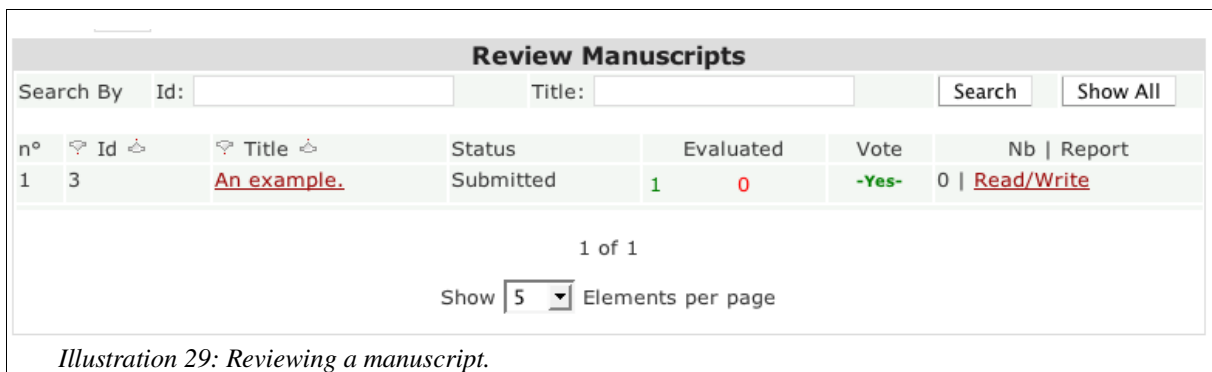 Review Manuscripts
Search By Id: Title: Search Show All
n° Id Title Status Evaluated Vote Nb | Report
1 3 An example. Submitted 1 0 -Yes- 0 | Read/Write
1 of 1
Show 5 Elements per page
Illustration 29: Reviewing a manuscript.